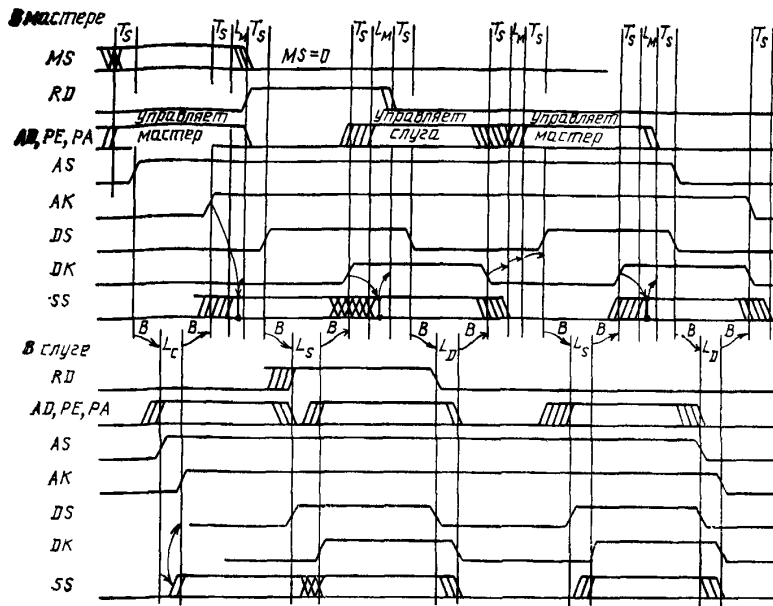 В мастере
T_S T_S L_M T_S T_S L_M T_S T_S L_M T_S T_S L_M T_S
MS MS=0
RD
управляет управляет управляет
AD, PE, PA мастер слуга мастер
AS
AK
DS
DK
SS
B B B B B B B B B B
L_C L_S L_D L_S L_D
В слуге
RD
AD, PE, PA
AS
AK
DS
DK
SS